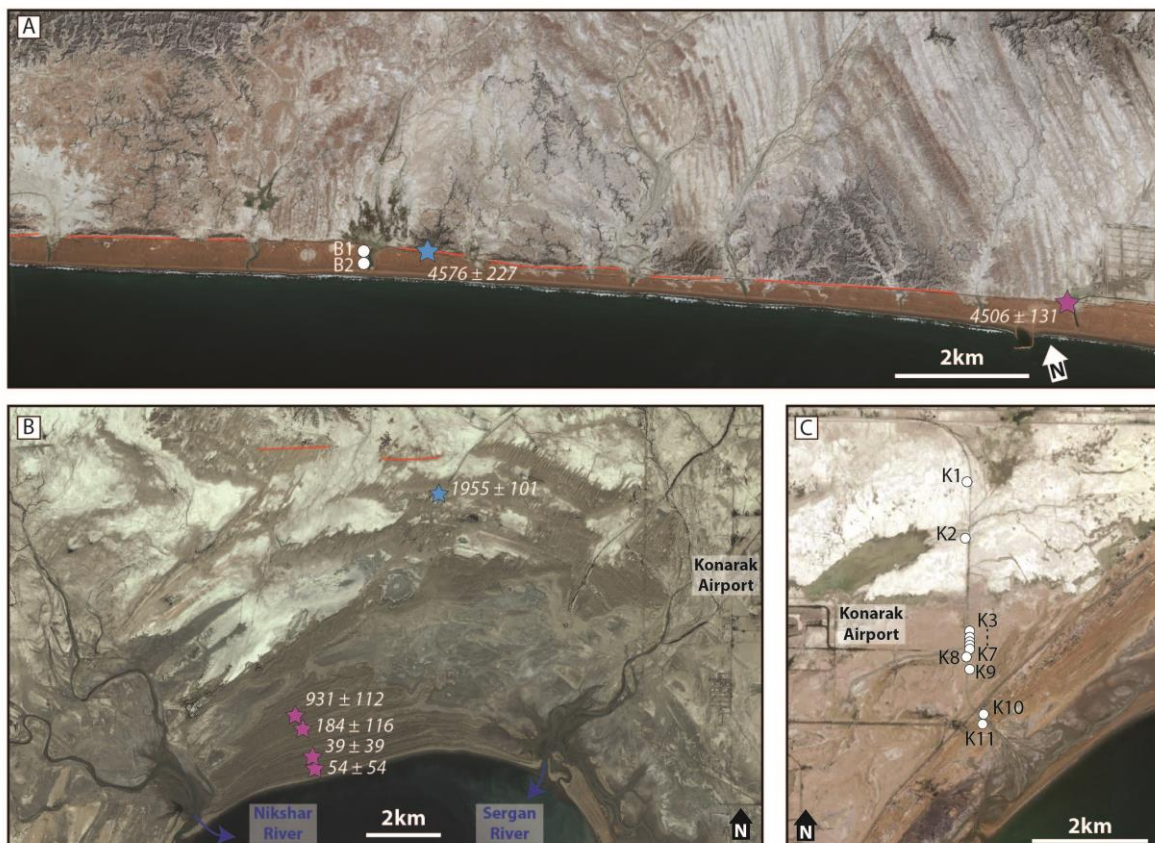 A
B1
B2
4576 ± 227
4506 ± 131
2km
N
B
1955 ± 101
Konarak
Airport
931 ± 112
184 ± 116
39 ± 39
54 ± 54
Nikshar
River
2km
Sergan
River
N
C
K1
K2
K3
Konarak
Airport
K7
K8
K9
K10
K11
N
2km